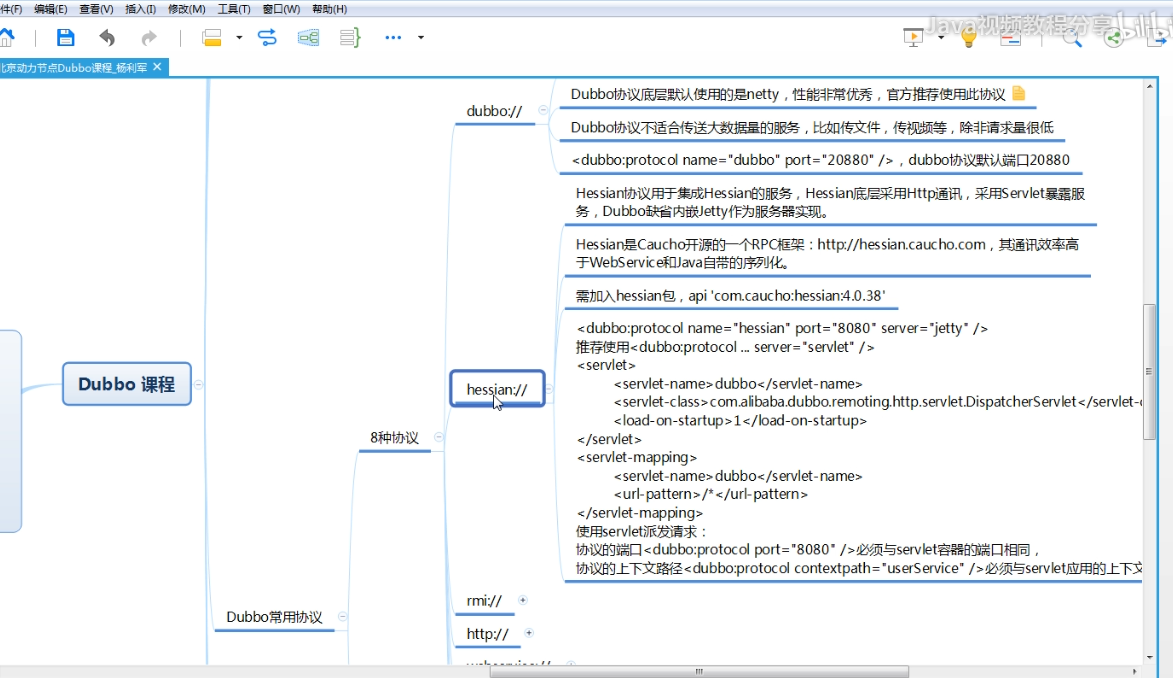 件(F) 编辑(E) 查看(V) 插入(I) 修改(M) 工具(T) 窗口(W) 帮助(H)
Java视频教程分享 bilibili
北京动力节点Dubbo课程_杨利军
dubbo://
Dubbo协议底层默认使用的是netty，性能非常优秀，官方推荐使用此协议
Dubbo协议不适合传送大数据量的服务，比如传文件，传视频等，除非请求量很低
<dubbo:protocol name="dubbo" port="20880" />，dubbo协议默认端口20880
Hessian协议用于集成Hessian的服务，Hessian底层采用Http通讯，采用Servlet暴露服
务，Dubbo缺省内嵌Jetty作为服务器实现。
Hessian是Caucho开源的一个RPC框架：http://hessian.caucho.com，其通讯效率高
于WebService和Java自带的序列化。
需加入hessian包，api 'com.caucho:hessian:4.0.38'
<dubbo:protocol name="hessian" port="8080" server="jetty" />
推荐使用<dubbo:protocol ... server="servlet" />
<servlet>
<servlet-name>dubbo</servlet-name>
<servlet-class>com.alibaba.dubbo.remoting.http.servlet.DispatcherServlet</servlet-c
<load-on-startup>1</load-on-startup>
</servlet>
<servlet-mapping>
<servlet-name>dubbo</servlet-name>
<url-pattern>/*</url-pattern>
</servlet-mapping>
使用servlet派发请求：
协议的端口<dubbo:protocol port="8080" />必须与servlet容器的端口相同，
协议的上下文路径<dubbo:protocol contextpath="userService" />必须与servlet应用的上下文
hessian://
Dubbo 课程
8种协议
Dubbo常用协议
rmi://
http://
webservice://